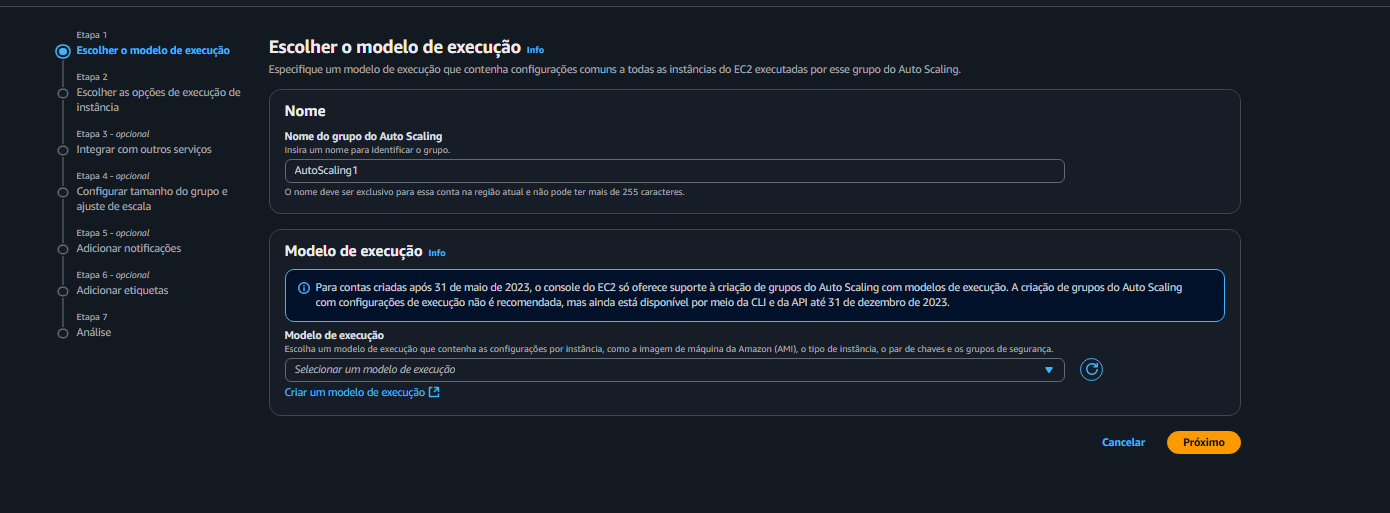 Etapa 1
Escolher o modelo de execução
Etapa 2
Escolher as opções de execução de
instância
Etapa 3 - opcional
Integrar com outros serviços
Etapa 4 - opcional
Configurar tamanho do grupo e
ajuste de escala
Etapa 5 - opcional
Adicionar notificações
Etapa 6 - opcional
Adicionar etiquetas
Etapa 7
Análise
Escolher o modelo de execução Info
Especifique um modelo de execução que contenha configurações comuns a todas as instâncias do EC2 executadas por esse grupo do Auto Scaling.
Nome
Nome do grupo do Auto Scaling
Insira um nome para identificar o grupo.
AutoScaling1
O nome deve ser exclusivo para essa conta na região atual e não pode ter mais de 255 caracteres.
Modelo de execução Info
Para contas criadas após 31 de maio de 2023, o console do EC2 só oferece suporte à criação de grupos do Auto Scaling com modelos de execução. A criação de grupos do Auto Scaling
com configurações de execução não é recomendada, mas ainda está disponível por meio da CLI e da API até 31 de dezembro de 2023.
Modelo de execução
Escolha um modelo de execução que contenha as configurações por instância, como a imagem de máquina da Amazon (AMI), o tipo de instância, o par de chaves e os grupos de segurança.
Selecionar um modelo de execução
Criar um modelo de execução
Cancelar
Próximo